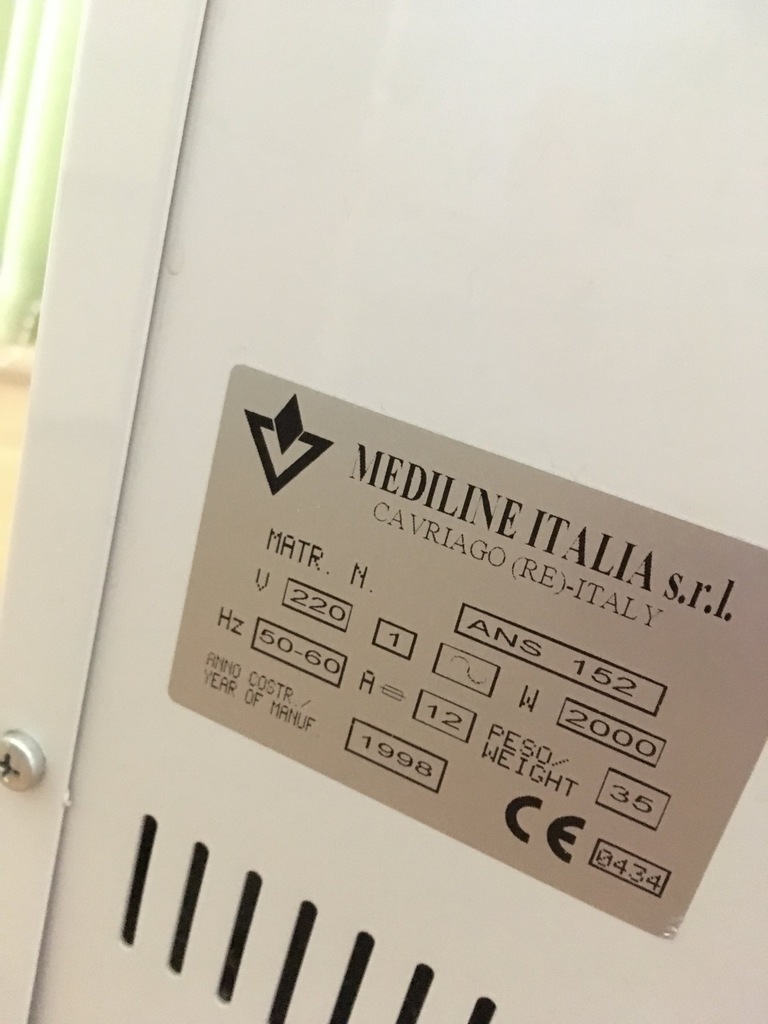 MEDILINE ITALIA s.r.l.
CAVRIAGO (RE)-ITALY
MATR. N. ANS 152
V 220 1 W 2000
Hz 50-60 A 12 PESO/WEIGHT 35
ANNO COSTR./
YEAR OF MANUF 1998
CE 0434